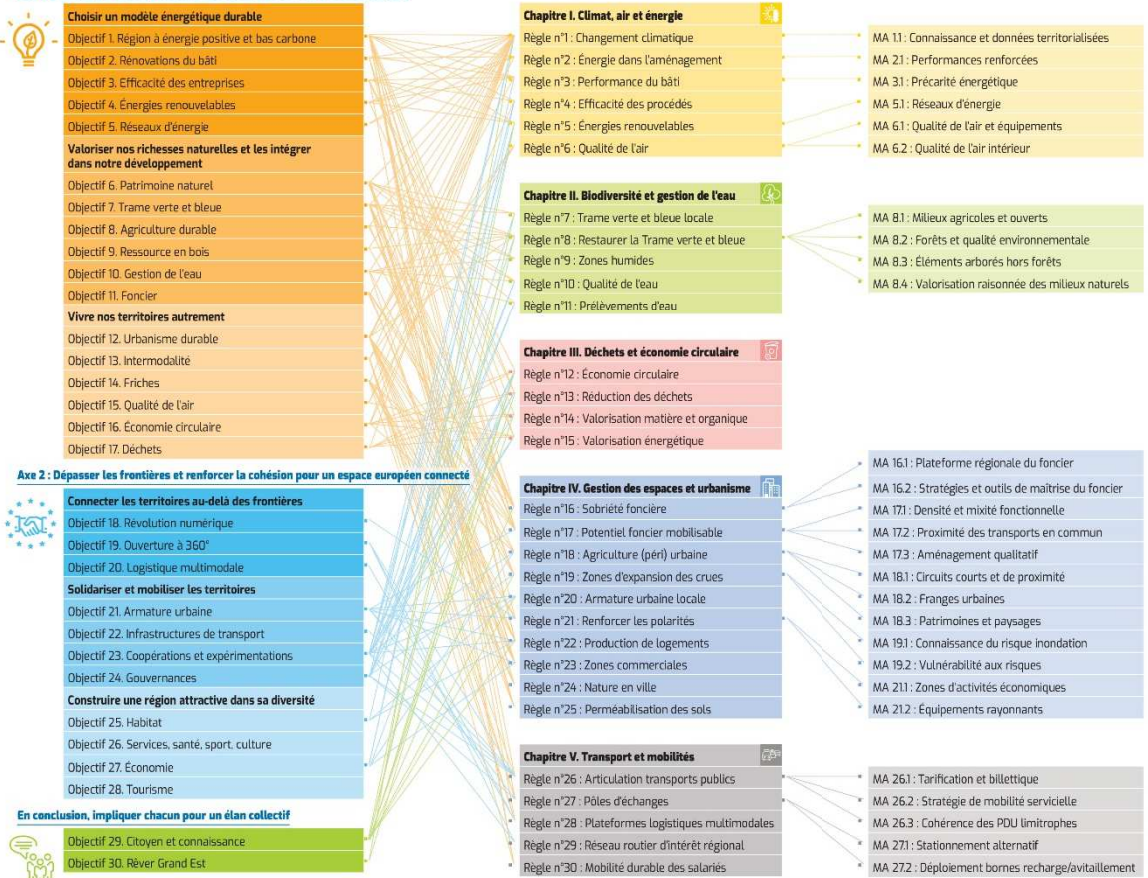 Choisir un modèle énergétique durable
Objectif 1. Région à énergie positive et bas carbone
Objectif 2. Rénovations du bâti
Objectif 3. Efficacité des entreprises
Objectif 4. Énergies renouvelables
Objectif 5. Réseaux d'énergie
Valoriser nos richesses naturelles et les intégrer
dans notre développement
Objectif 6. Patrimoine naturel
Objectif 7. Trame verte et bleue
Objectif 8. Agriculture durable
Objectif 9. Ressource en bois
Objectif 10. Gestion de l'eau
Objectif 11. Foncier
Vivre nos territoires autrement
Objectif 12. Urbanisme durable
Objectif 13. Intermodalité
Objectif 14. Friches
Objectif 15. Qualité de l'air
Objectif 16. Économie circulaire
Objectif 17. Déchets
Axe 2 : Dépasser les frontières et renforcer la cohésion pour un espace européen connecté
Connecter les territoires au-delà des frontières
Objectif 18. Révolution numérique
Objectif 19. Ouverture à 360°
Objectif 20. Logistique multimodale
Solidariser et mobiliser les territoires
Objectif 21. Armature urbaine
Objectif 22. Infrastructures de transport
Objectif 23. Coopérations et expérimentations
Objectif 24. Gouvernances
Construire une région attractive dans sa diversité
Objectif 25. Habitat
Objectif 26. Services, santé, sport, culture
Objectif 27. Économie
Objectif 28. Tourisme
En conclusion, impliquer chacun pour un élan collectif
Objectif 29. Citoyen et connaissance
Objectif 30. Rêver Grand Est
Chapitre I. Climat, air et énergie
Règle n°1 : Changement climatique
Règle n°2 : Énergie dans l'aménagement
Règle n°3 : Performance du bâti
Règle n°4 : Efficacité des procédés
Règle n°5 : Énergies renouvelables
Règle n°6 : Qualité de l'air
Chapitre II. Biodiversité et gestion de l'eau
Règle n°7 : Trame verte et bleue locale
Règle n°8 : Restaurer la Trame verte et bleue
Règle n°9 : Zones humides
Règle n°10 : Qualité de l'eau
Règle n°11 : Prélèvements d'eau
Chapitre III. Déchets et économie circulaire
Règle n°12 : Économie circulaire
Règle n°13 : Réduction des déchets
Règle n°14 : Valorisation matière et organique
Règle n°15 : Valorisation énergétique
Chapitre IV. Gestion des espaces et urbanisme
Règle n°16 : Sobriété foncière
Règle n°17 : Potentiel foncier mobilisable
Règle n°18 : Agriculture (péri) urbaine
Règle n°19 : Zones d'expansion des crues
Règle n°20 : Armature urbaine locale
Règle n°21 : Renforcer les polarités
Règle n°22 : Production de logements
Règle n°23 : Zones commerciales
Règle n°24 : Nature en ville
Règle n°25 : Perméabilisation des sols
Chapitre V. Transport et mobilités
Règle n°26 : Articulation transports publics
Règle n°27 : Pôles d'échanges
Règle n°28 : Plateformes logistiques multimodales
Règle n°29 : Réseau routier d'intérêt régional
Règle n°30 : Mobilité durable des salariés
MA 1.1 : Connaissance et données territorialisées
MA 2.1 : Performances renforcées
MA 3.1 : Précarité énergétique
MA 5.1 : Réseaux d'énergie
MA 6.1 : Qualité de l'air et équipements
MA 6.2 : Qualité de l'air intérieur
MA 8.1 : Milieux agricoles et ouverts
MA 8.2 : Forêts et qualité environnementale
MA 8.3 : Éléments arborés hors forêts
MA 8.4 : Valorisation raisonnée des milieux naturels
MA 16.1 : Plateforme régionale du foncier
MA 16.2 : Stratégies et outils de maîtrise du foncier
MA 17.1 : Densité et mixité fonctionnelle
MA 17.2 : Proximité des transports en commun
MA 17.3 : Aménagement qualitatif
MA 18.1 : Circuits courts et de proximité
MA 18.2 : Franges urbaines
MA 18.3 : Patrimoines et paysages
MA 19.1 : Connaissance du risque inondation
MA 19.2 : Vulnérabilité aux risques
MA 21.1 : Zones d'activités économiques
MA 21.2 : Équipements rayonnants
MA 26.1 : Tarification et billettique
MA 26.2 : Stratégie de mobilité servicielle
MA 26.3 : Cohérence des PDU limitrophes
MA 27.1 : Stationnement alternatif
MA 27.2 : Déploiement bornes recharge/avitaillement